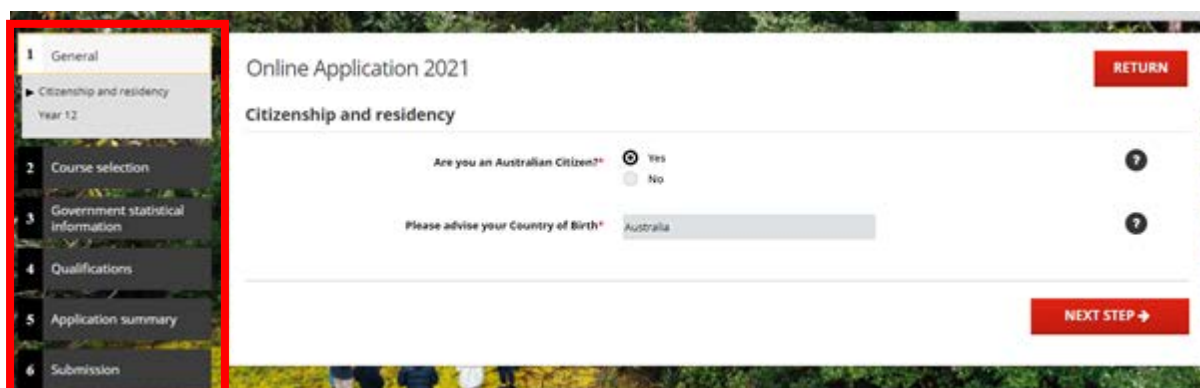 1 General
Citizenship and residency
Year 12
2 Course selection
3 Government statistical
information
4 Qualifications
5 Application summary
6 Submission
Online Application 2021
RETURN
Citizenship and residency
Are you an Australian Citizen?*
Yes
No
?
Please advise your Country of Birth*
Australia
?
NEXT STEP →